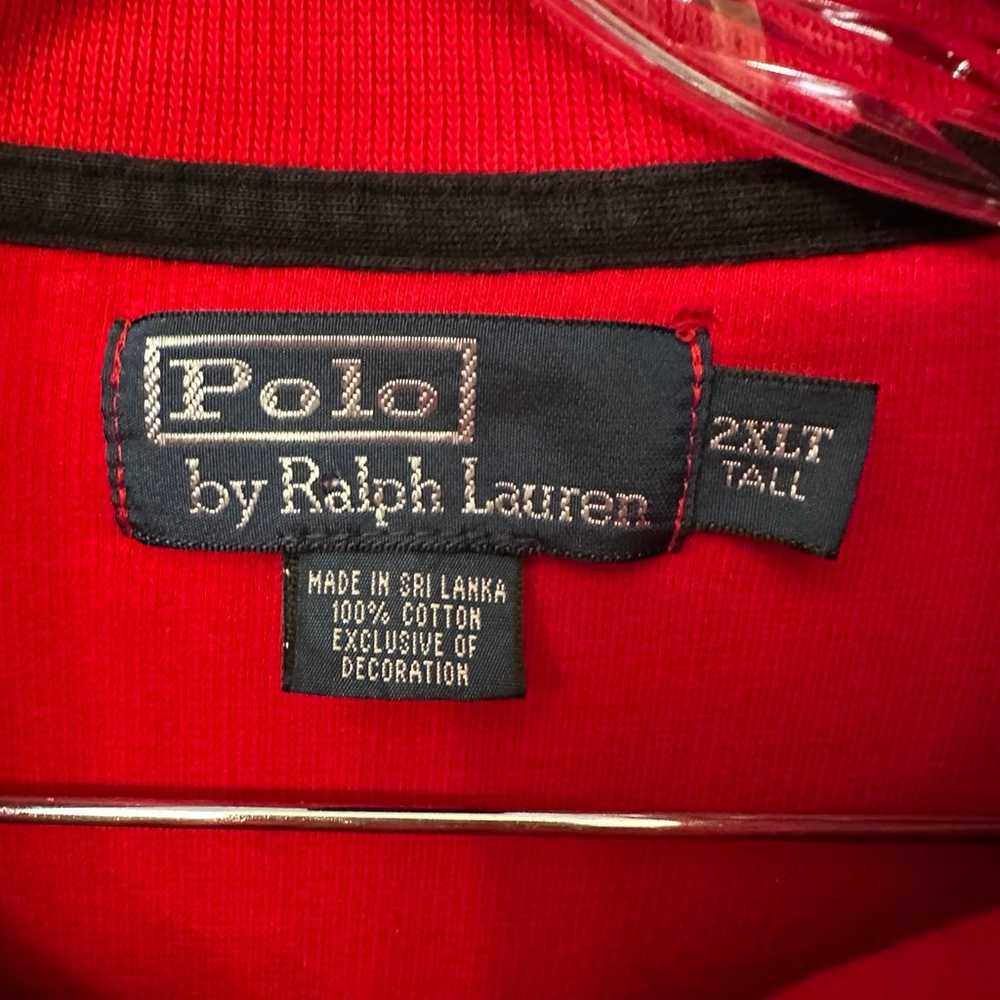 Polo
by Ralph Lauren
2XLT
TALL
MADE IN SRI LANKA
100% COTTON
EXCLUSIVE OF
DECORATION